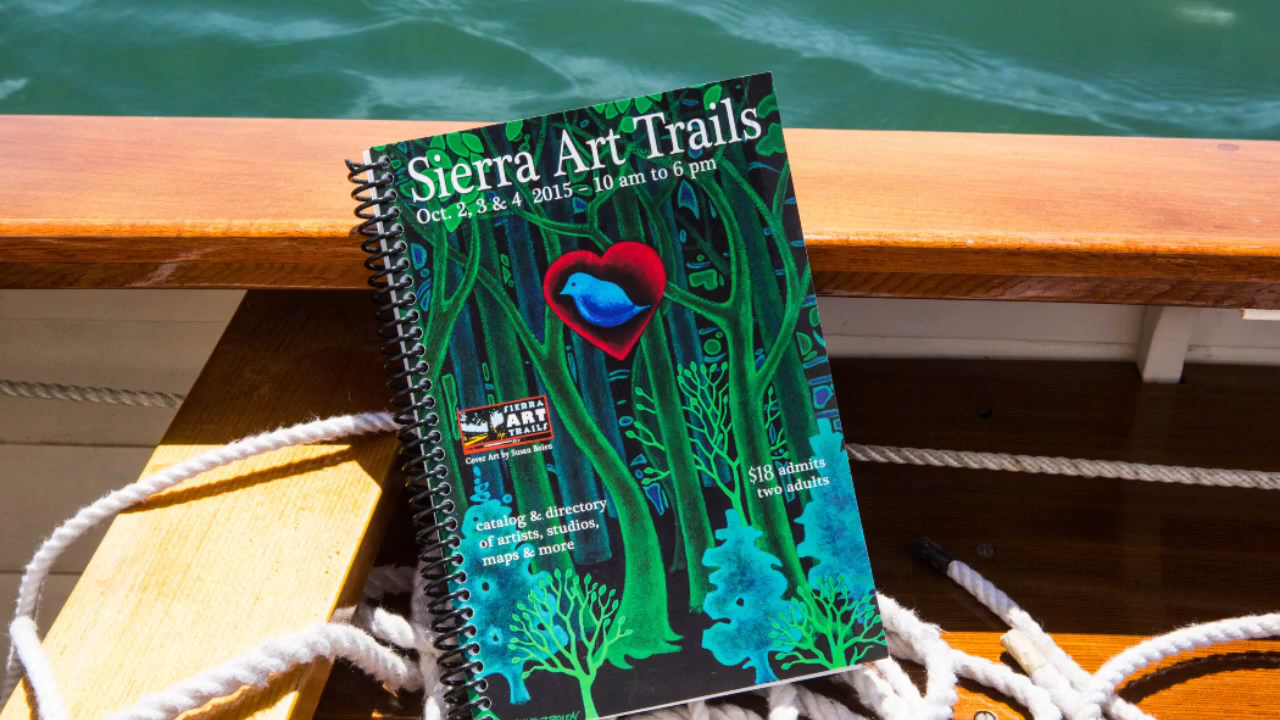 Sierra Art Trails
Oct. 2, 3 & 4 2015 – 10 am to 6 pm
SIERRA
ART
TRAILS
Cover Art by Susan Bolen
$18 admits
two adults
catalog & directory
of artists, studios,
maps & more